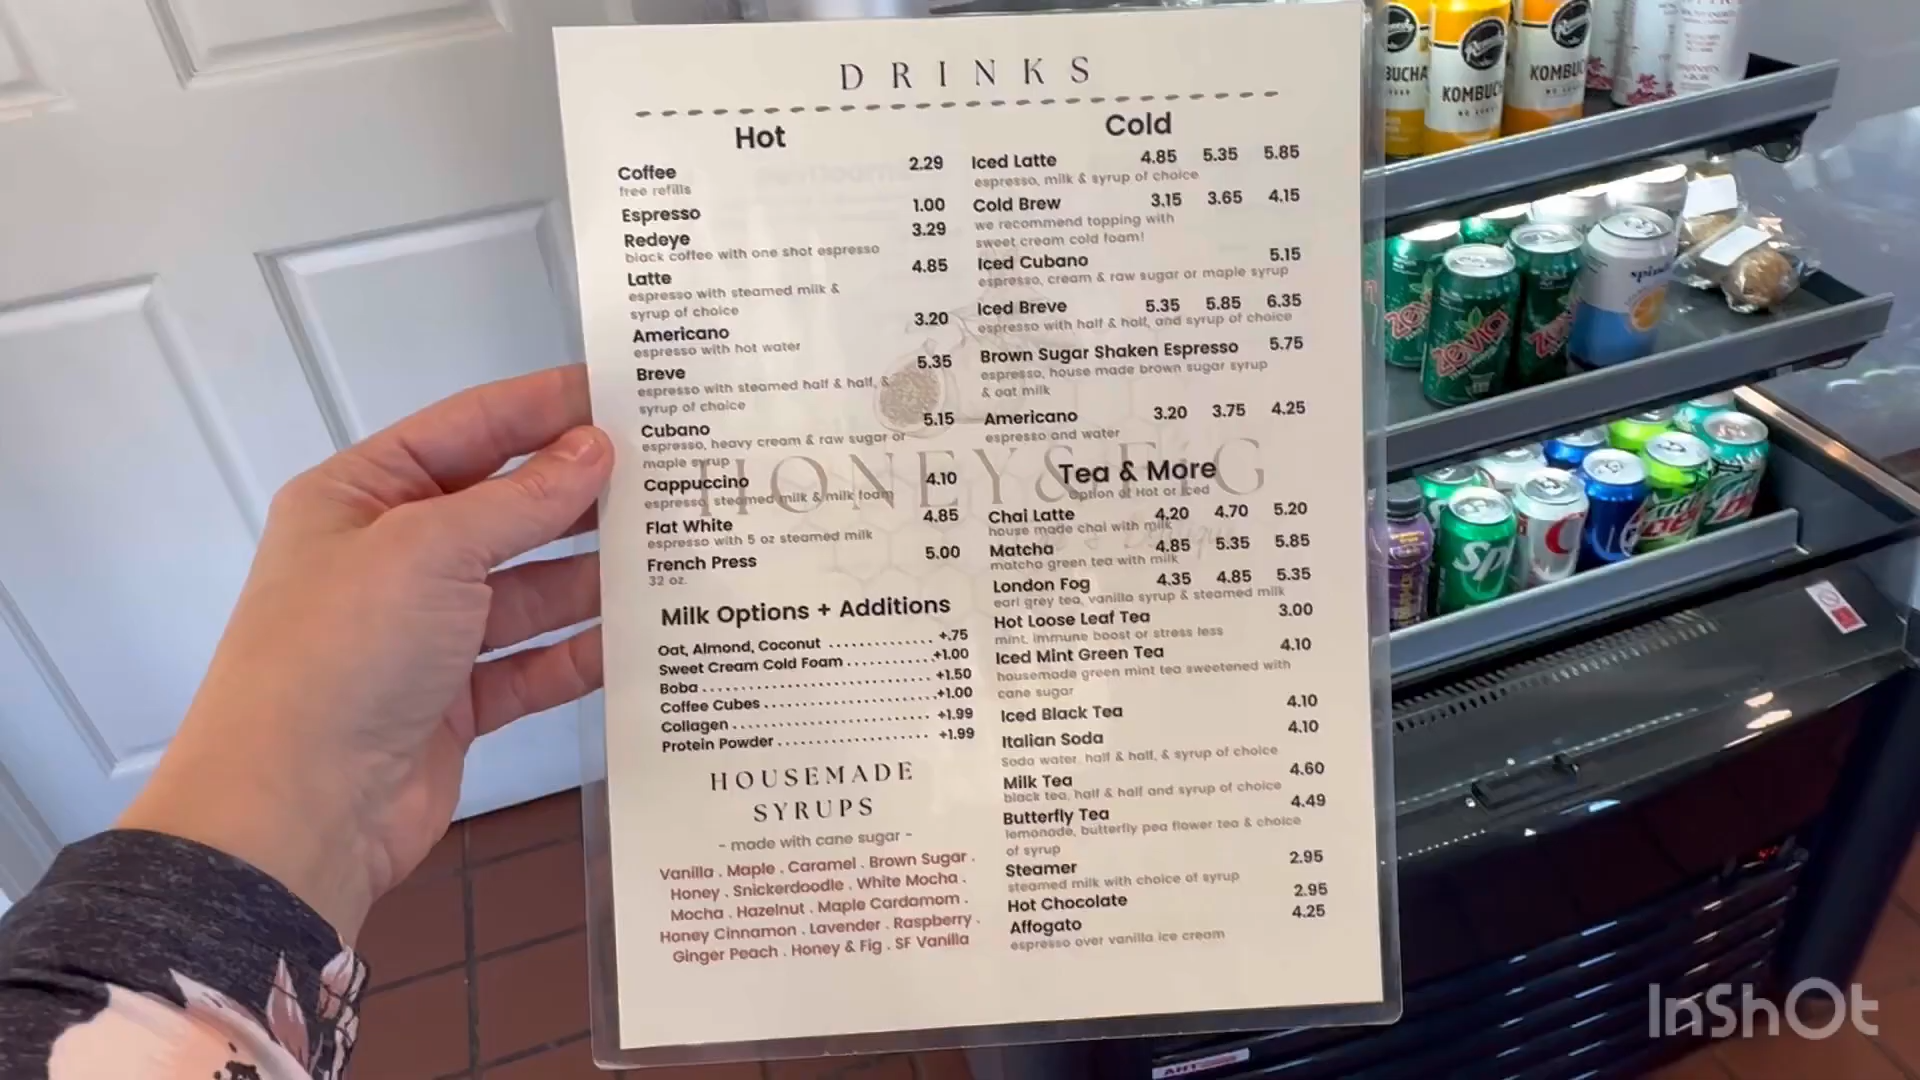 DRINKS
Hot
Coffee 2.29
free refills
Espresso 1.00
Redeye 3.29
black coffee with one shot espresso
Latte 4.85
espresso with steamed milk &
syrup of choice
Americano 3.20
espresso with hot water
Breve 5.35
espresso with steamed half & half, &
syrup of choice
Cubano 5.15
espresso, heavy cream & raw sugar or
maple syrup
Cappuccino 4.10
espresso, steamed milk & milk foam
Flat White 4.85
espresso with 5 oz steamed milk
French Press 5.00
32 oz.
Milk Options + Additions
Oat, Almond, Coconut ............ +.75
Sweet Cream Cold Foam .......... +1.00
Boba .............................. +1.50
Coffee Cubes ...................... +1.00
Collagen .......................... +1.99
Protein Powder .................... +1.99
HOUSEMADE
SYRUPS
- made with cane sugar -
Vanilla . Maple . Caramel . Brown Sugar .
Honey . Snickerdoodle . White Mocha .
Mocha . Hazelnut . Maple Cardamom .
Honey Cinnamon . Lavender . Raspberry .
Ginger Peach . Honey & Fig . SF Vanilla
Cold
Iced Latte 4.85 5.35 5.85
espresso, milk & syrup of choice
Cold Brew 3.15 3.65 4.15
we recommend topping with
sweet cream cold foam!
Iced Cubano 5.15
espresso, cream & raw sugar or maple syrup
Iced Breve 5.35 5.85 6.35
espresso with half & half, and syrup of choice
Brown Sugar Shaken Espresso 5.75
espresso, house made brown sugar syrup
& oat milk
Americano 3.20 3.75 4.25
espresso and water
Tea & More
Option of Hot or Iced
Chai Latte 4.20 4.70 5.20
house made chai with milk
Matcha 4.85 5.35 5.85
matcha green tea with milk
London Fog 4.35 4.85 5.35
earl grey tea, vanilla syrup & steamed milk
Hot Loose Leaf Tea 3.00
mint, immune boost or stress less
Iced Mint Green Tea 4.10
housemade green mint tea sweetened with
cane sugar
Iced Black Tea 4.10
Italian Soda 4.10
Soda water, half & half, & syrup of choice
Milk Tea 4.60
black tea, half & half and syrup of choice
Butterfly Tea 4.49
lemonade, butterfly pea flower tea & choice
of syrup
Steamer 2.95
steamed milk with choice of syrup
Hot Chocolate 2.95
Affogato 4.25
espresso over vanilla ice cream
HONEY & FIG
BUCHA
KOMBUC
KOMBUC
Zevia
spin
Sp
InShOt